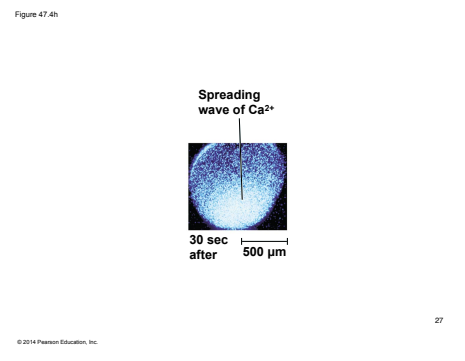 Figure 47.4h
Spreading
wave of Ca²⁺
30 sec
after
500 µm
27
© 2014 Pearson Education, Inc.